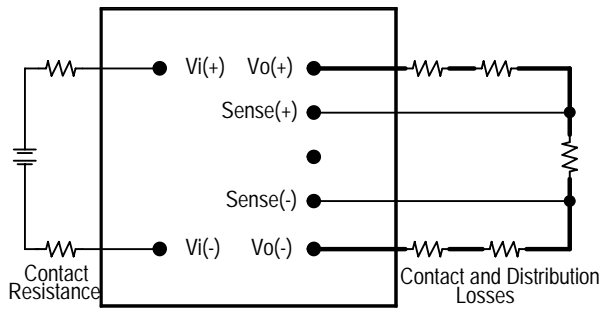 Vi(+) Vo(+)
Sense(+)
Sense(-)
Vi(-) Vo(-)
Contact
Resistance
Contact and Distribution
Losses